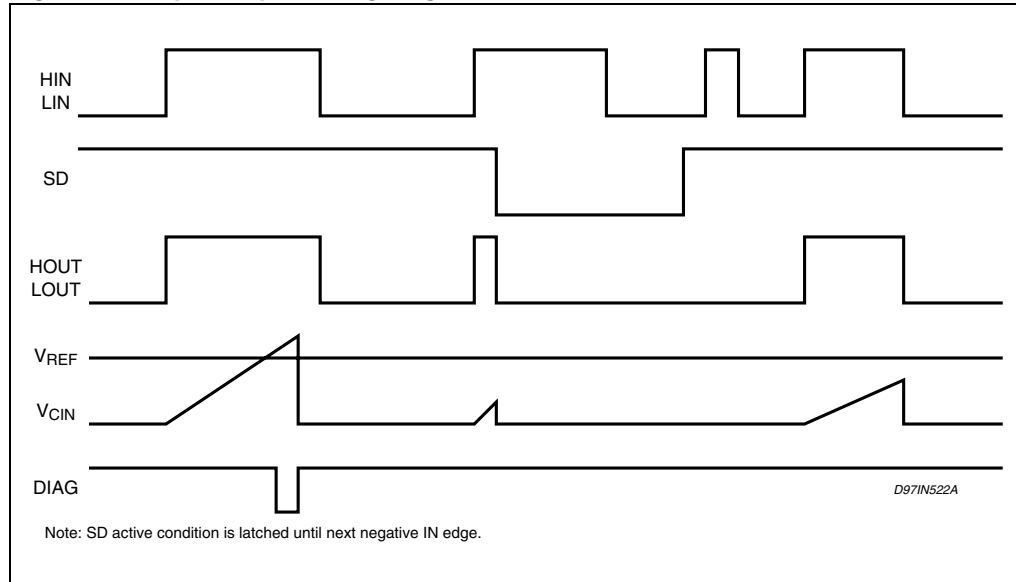 HIN
LIN
SD
HOUT
LOUT
VREF
VCIN
DIAG
D97IN522A
Note: SD active condition is latched until next negative IN edge.